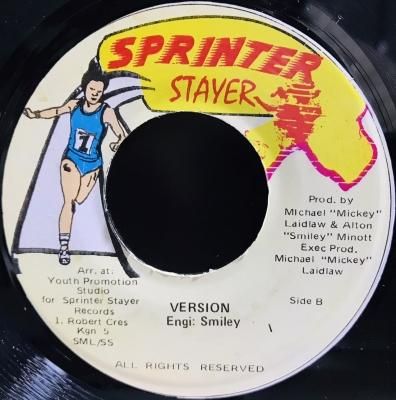 SPRINTER
STAYER
1
Prod. by
Michael "Mickey"
Laidlaw & Alton
"Smiley" Minott
Exec Prod.
Michael "Mickey"
Laidlaw
Arr. at:
Youth Promotion
Studio
for Sprinter Stayer
Records
1. Robert Cres
Kgn 5
SML/SS
VERSION
Engi: Smiley
Side B
ALL RIGHTS RESERVED